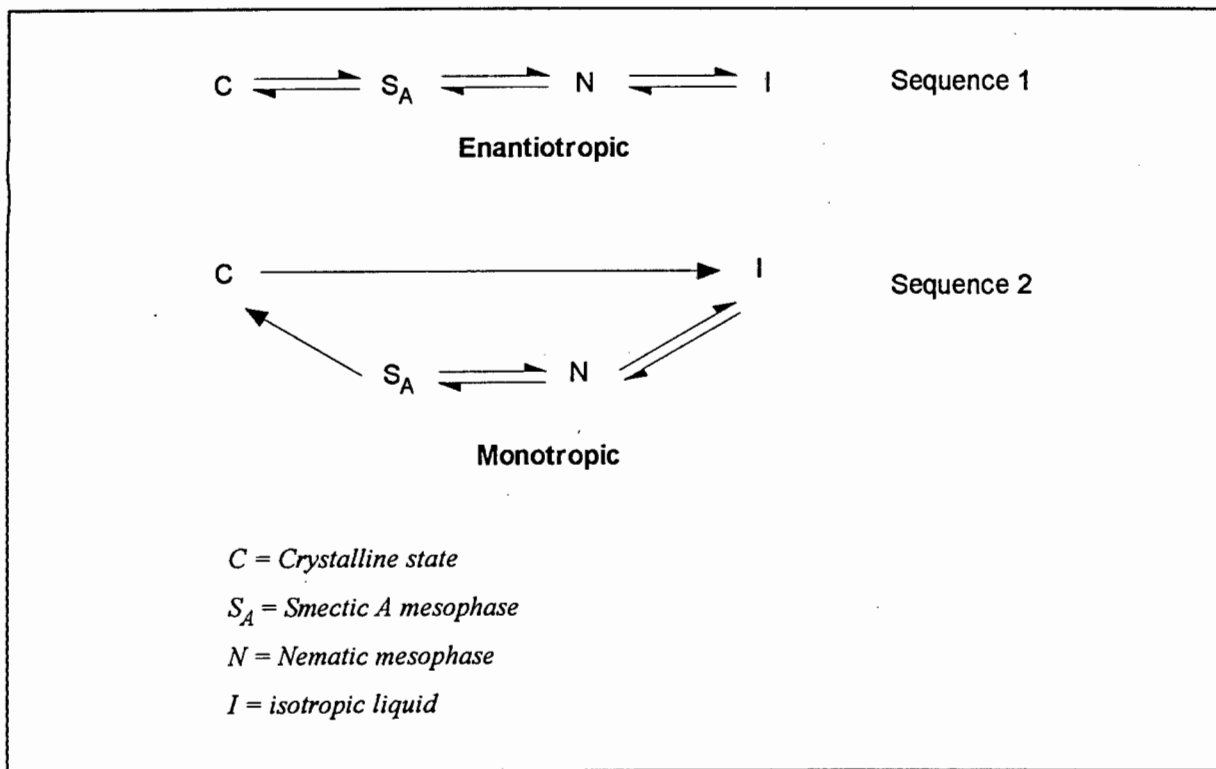 C S_A N I Sequence 1
Enantiotropic
C I Sequence 2
S_A N
Monotropic
C = Crystalline state
S_A = Smectic A mesophase
N = Nematic mesophase
I = isotropic liquid